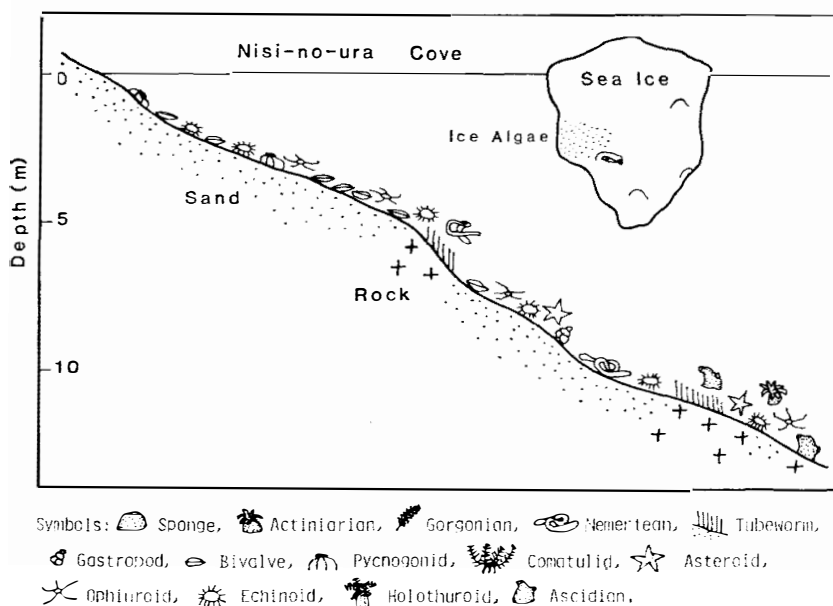 Nisi-no-ura Cove
0
Sea Ice
Ice Algae
Depth (m)
Sand
5
Rock
10
Symbols: Sponge, Actiniarian, Gorgonian, Nemertean, Tubeworm,
Gastropod, Bivalve, Pycnogonid, Comatulid, Asteroid,
Ophiuroid, Echinoid, Holothuroid, Ascidian,